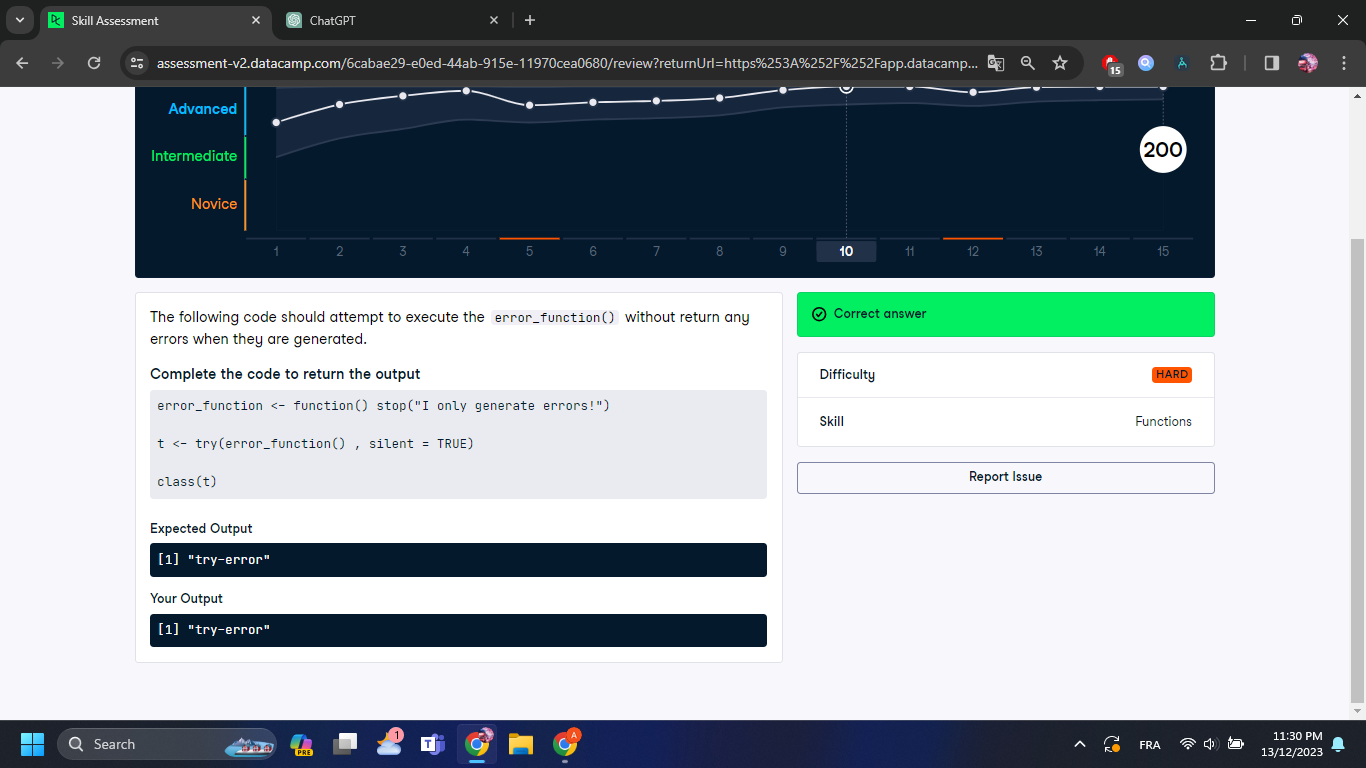 Skill Assessment
ChatGPT
assessment-v2.datacamp.com/6cabae29-e0ed-44ab-915e-11970cea0680/review?returnUrl=https%253A%252F%252Fapp.datacamp...
15
Advanced
Intermediate
Novice
200
1 2 3 4 5 6 7 8 9 10 11 12 13 14 15
The following code should attempt to execute the error_function() without return any
errors when they are generated.
Complete the code to return the output
error_function <- function() stop("I only generate errors!")
t <- try(error_function() , silent = TRUE)
class(t)
Expected Output
[1] "try-error"
Your Output
[1] "try-error"
Correct answer
Difficulty HARD
Skill Functions
Report Issue
Search
PRE
1
A
FRA
11:30 PM
13/12/2023